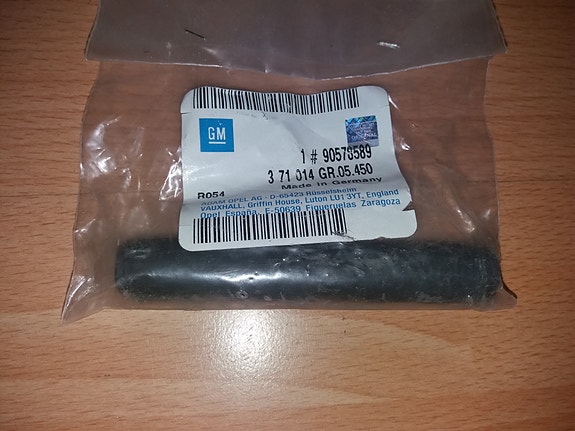 GM
1 # 90573589
3 71 014 GR.05.450
Made in Germany
R054
ADAM OPEL AG - D-65423 Rüsselsheim
VAUXHALL, Griffin House, Luton LU1 3YT, England
Opel España, E-50639 Figueruelas Zaragoza